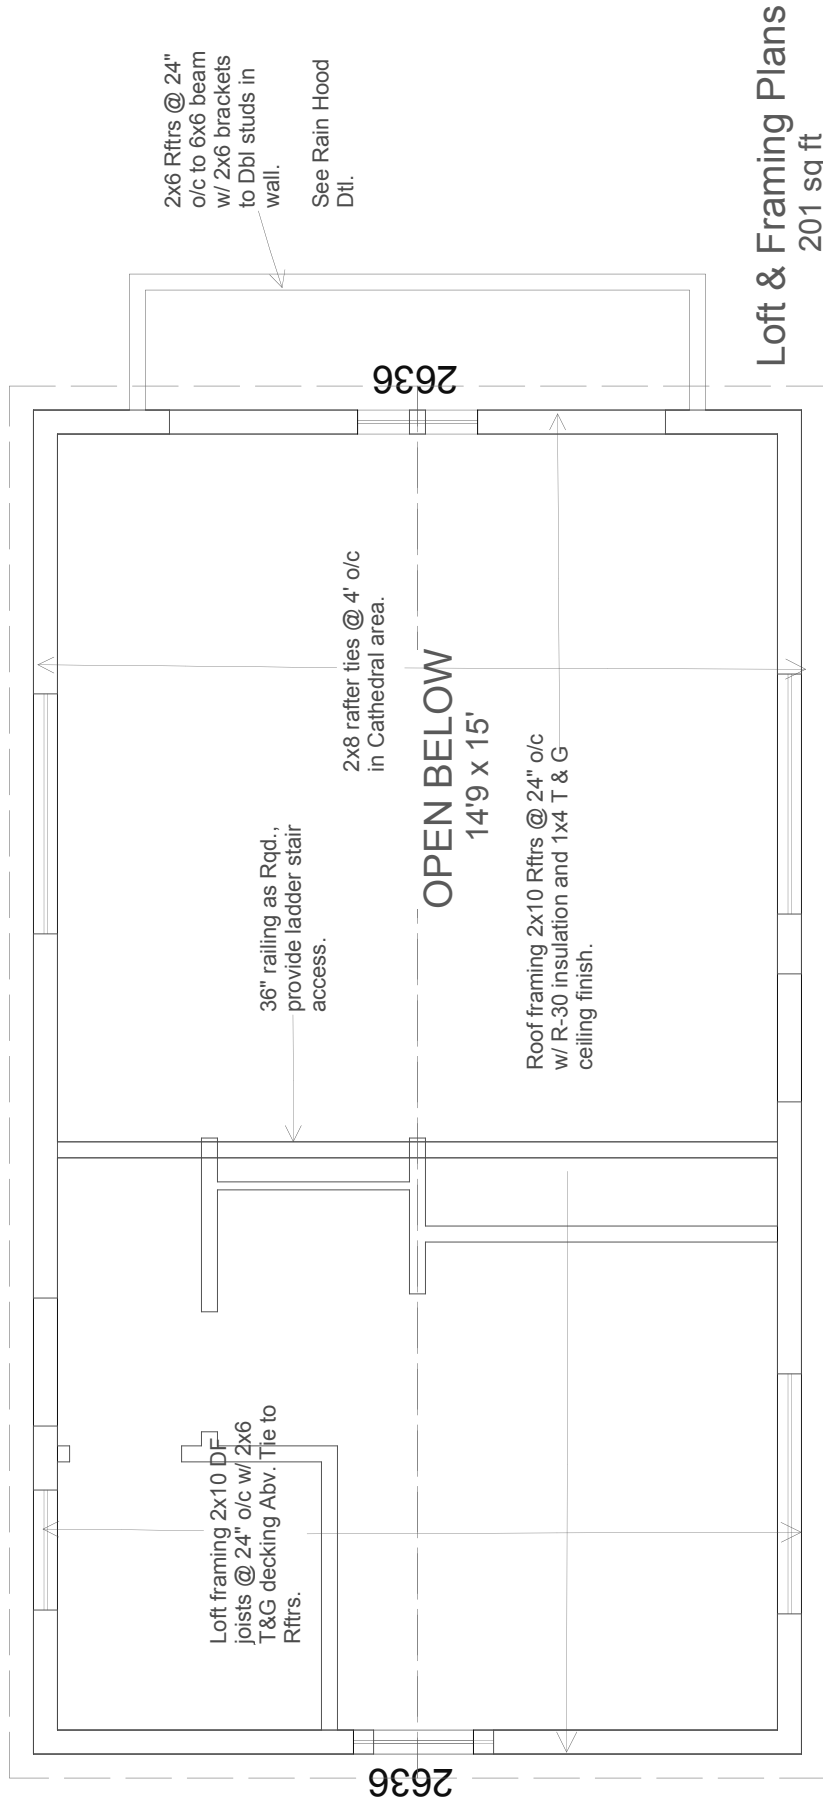 2x6 Rftrs @ 24"
o/c to 6x6 beam
w/ 2x6 brackets
to Dbl studs in
wall.
See Rain Hood
Dtl.
2636
2x8 rafter ties @ 4' o/c
in Cathedral area.
36" railing as Rqd.,
provide ladder stair
access.
OPEN BELOW
14'9 x 15'
Roof framing 2x10 Rftrs @ 24" o/c
w/ R-30 insulation and 1x4 T & G
ceiling finish.
Loft framing 2x10 DF
joists @ 24" o/c w/ 2x6
T&G decking Abv. Tie to
Rftrs.
2636
Loft & Framing Plans
201 sq ft